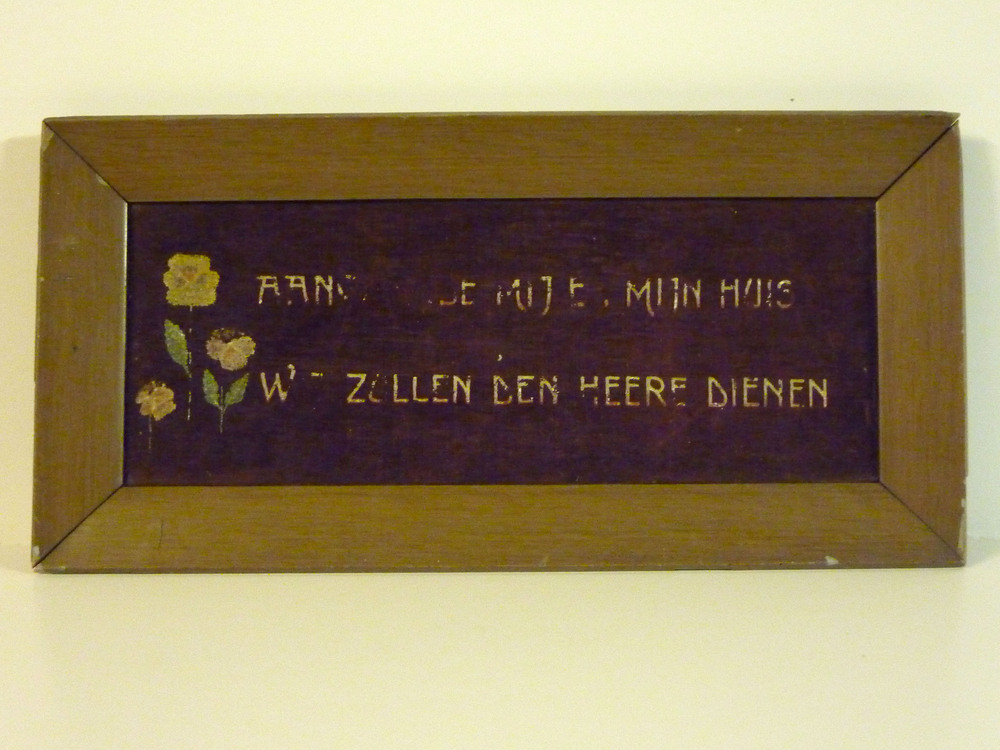 MIJ MIJN HUIS
ZULLEN DEN HEERE DIENEN